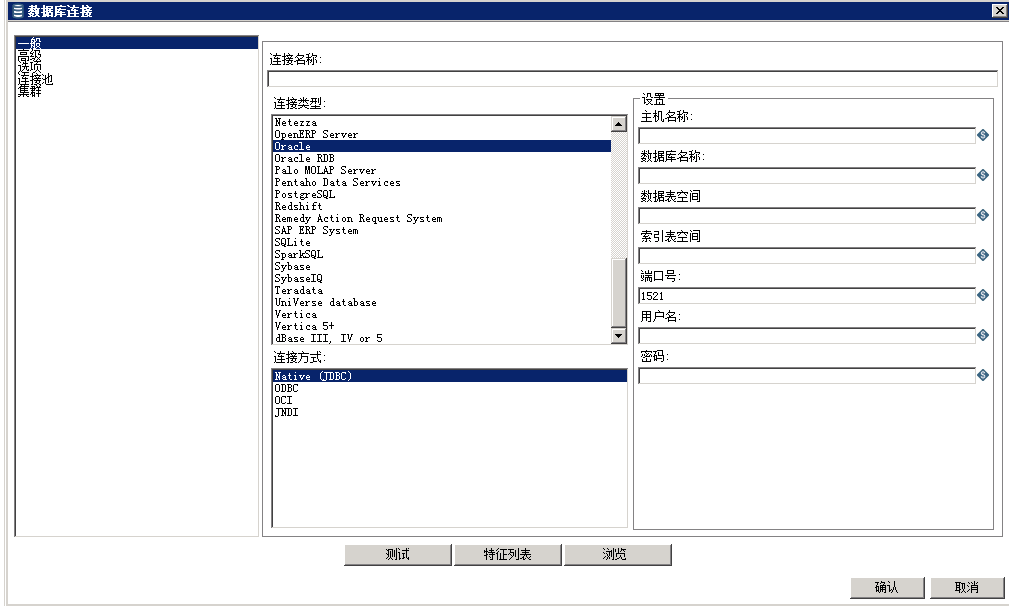 数据库连接
一般
高级
选项
连接池
集群
连接名称:
连接类型:
Netezza
OpenERP Server
Oracle
Oracle RDB
Palo MOLAP Server
Pentaho Data Services
PostgreSQL
Redshift
Remedy Action Request System
SAP ERP System
SQLite
SparkSQL
Sybase
SybaseIQ
Teradata
UniVerse database
Vertica
Vertica 5+
dBase III, IV or 5
连接方式:
Native (JDBC)
ODBC
OCI
JNDI
设置
主机名称:
数据库名称:
数据表空间
索引表空间
端口号:
1521
用户名:
密码:
测试
特征列表
浏览
确认
取消